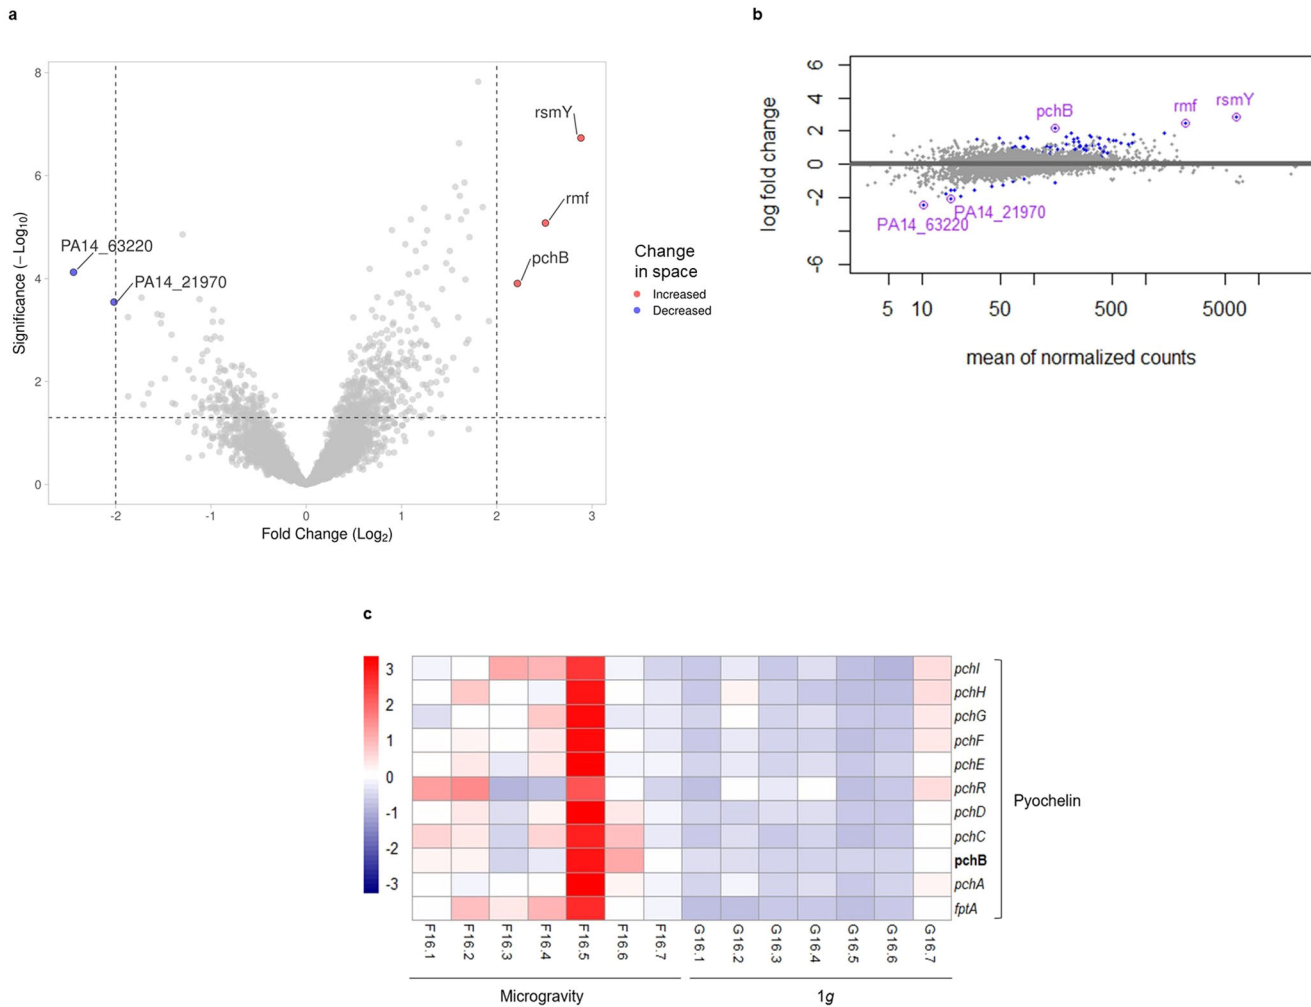 a
8
6
4
2
0
-2
-1
0
1
2
3
Significance (– Log10)
Fold Change (Log2)
rsmY
rmf
pchB
PA14_63220
PA14_21970
Change
in space
Increased
Decreased
b
6
4
2
0
-2
-6
log fold change
pchB
rmf
rsmY
PA14_21970
PA14_63220
5
10
50
500
5000
mean of normalized counts
c
3
2
1
0
-1
-2
-3
pchI
pchH
pchG
pchF
pchE
pchR
pchD
pchC
pchB
pchA
fptA
Pyochelin
F16.1
F16.2
F16.3
F16.4
F16.5
F16.6
F16.7
G16.1
G16.2
G16.3
G16.4
G16.5
G16.6
G16.7
Microgravity
1g